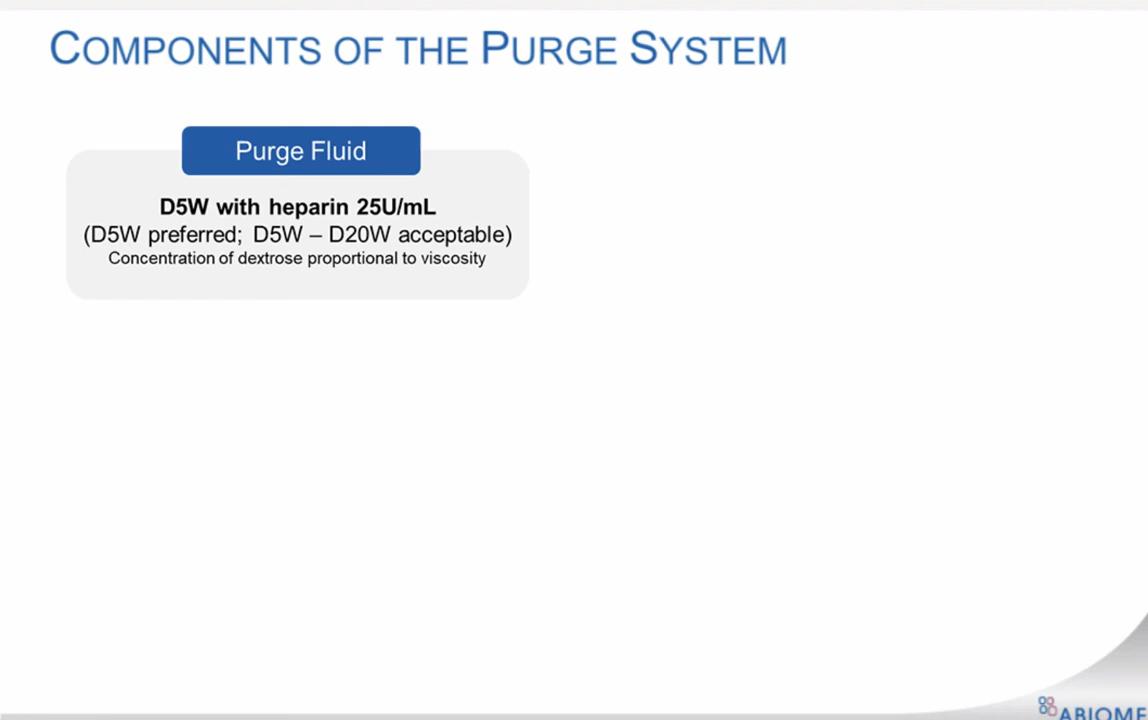 COMPONENTS OF THE PURGE SYSTEM
Purge Fluid
D5W with heparin 25U/mL
(D5W preferred; D5W – D20W acceptable)
Concentration of dextrose proportional to viscosity